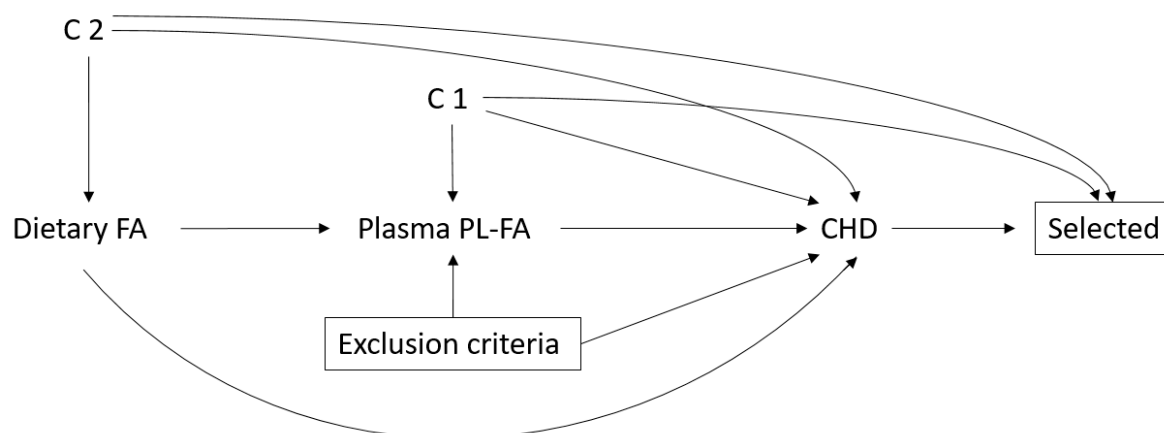 C 2
C 1
Dietary FA
Plasma PL-FA
CHD
Selected
Exclusion criteria